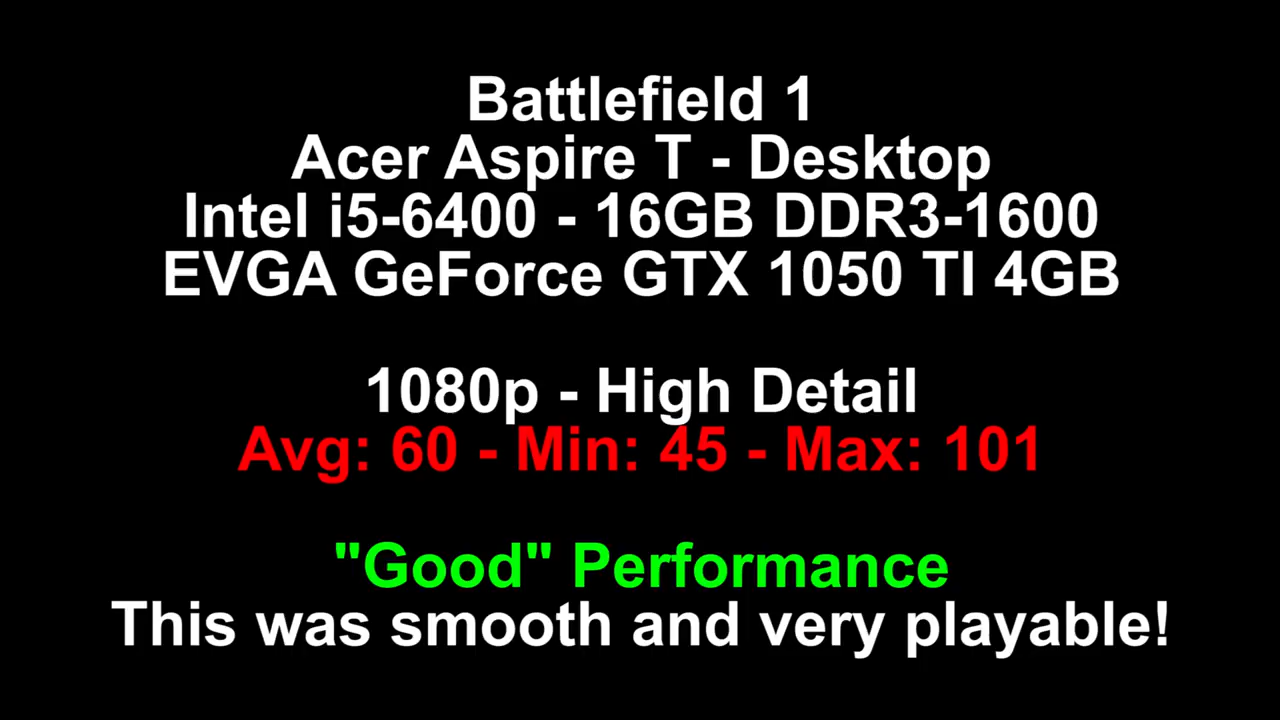 Battlefield 1
Acer Aspire T - Desktop
Intel i5-6400 - 16GB DDR3-1600
EVGA GeForce GTX 1050 TI 4GB
1080p - High Detail
Avg: 60 - Min: 45 - Max: 101
"Good" Performance
This was smooth and very playable!